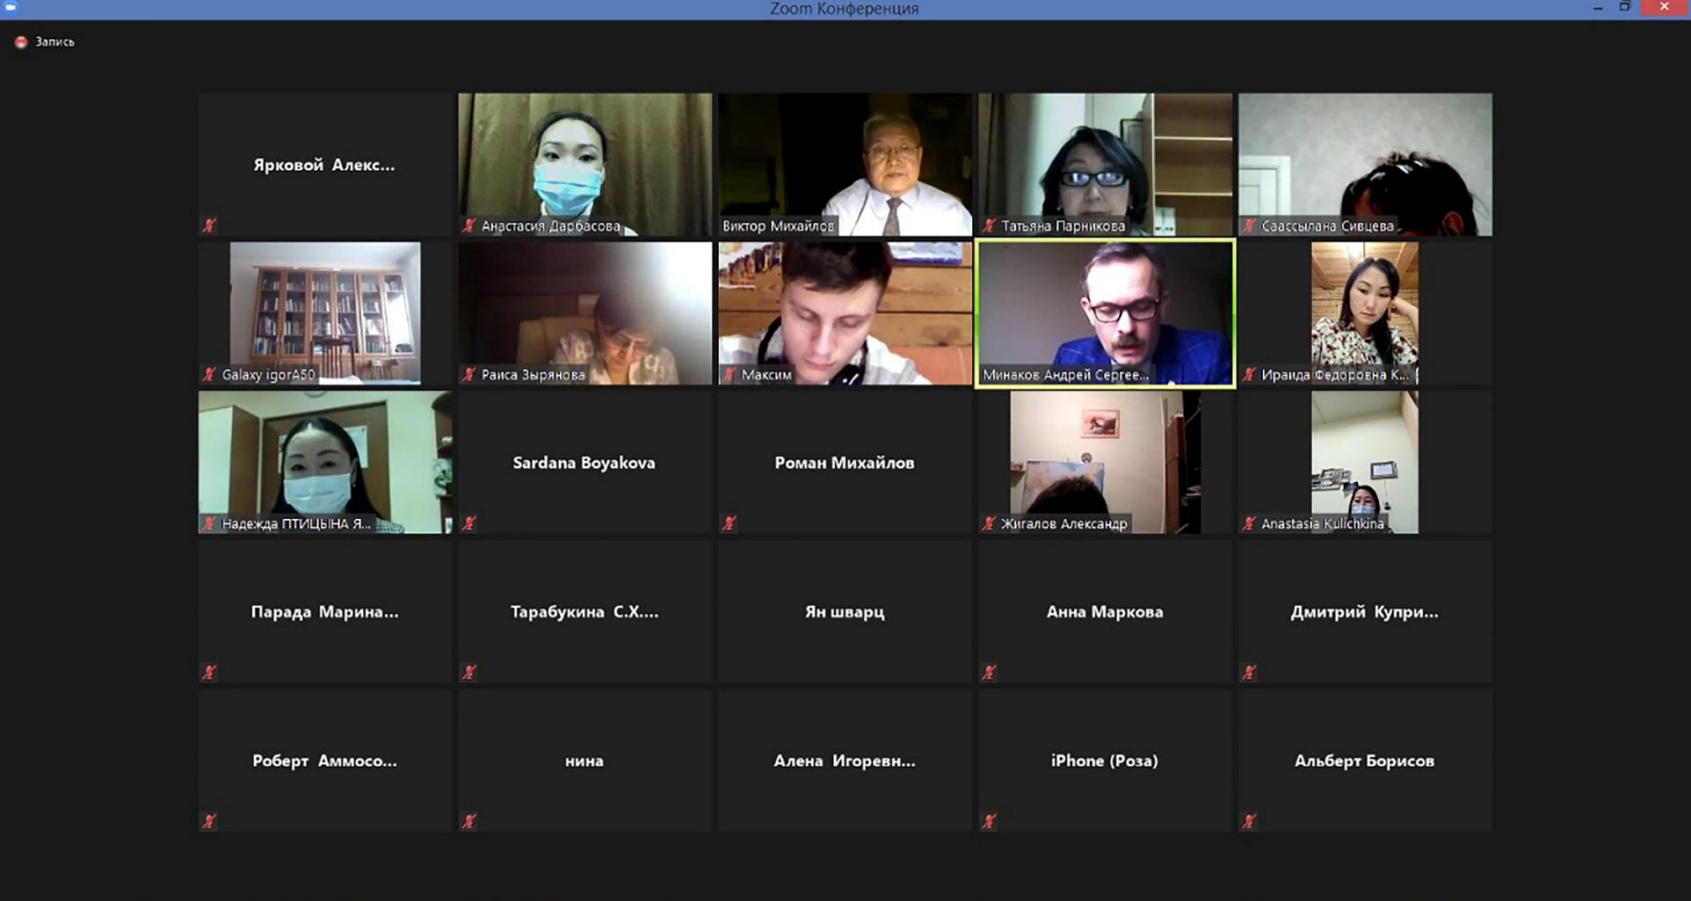 Zoom Конференция
Запись
Ярковой Алекс...
Анастасия Дарбасова
Виктор Михайлов
Татьяна Парникова
Саассылана Сивцева
Galaxy igorA50
Раиса Зырянова
Максим
Минаков Андрей Сергее...
Ираида Федоровна К...
Надежда ПТИЦЫНА Я...
Sardana Boyakova
Роман Михайлов
Жигалов Александр
Anastasia Kulichkina
Парада Марина...
Тарабукина С.Х....
Ян шварц
Анна Маркова
Дмитрий Купри...
Роберт Аммосо...
нина
Алена Игоревн...
iPhone (Роза)
Альберт Борисов